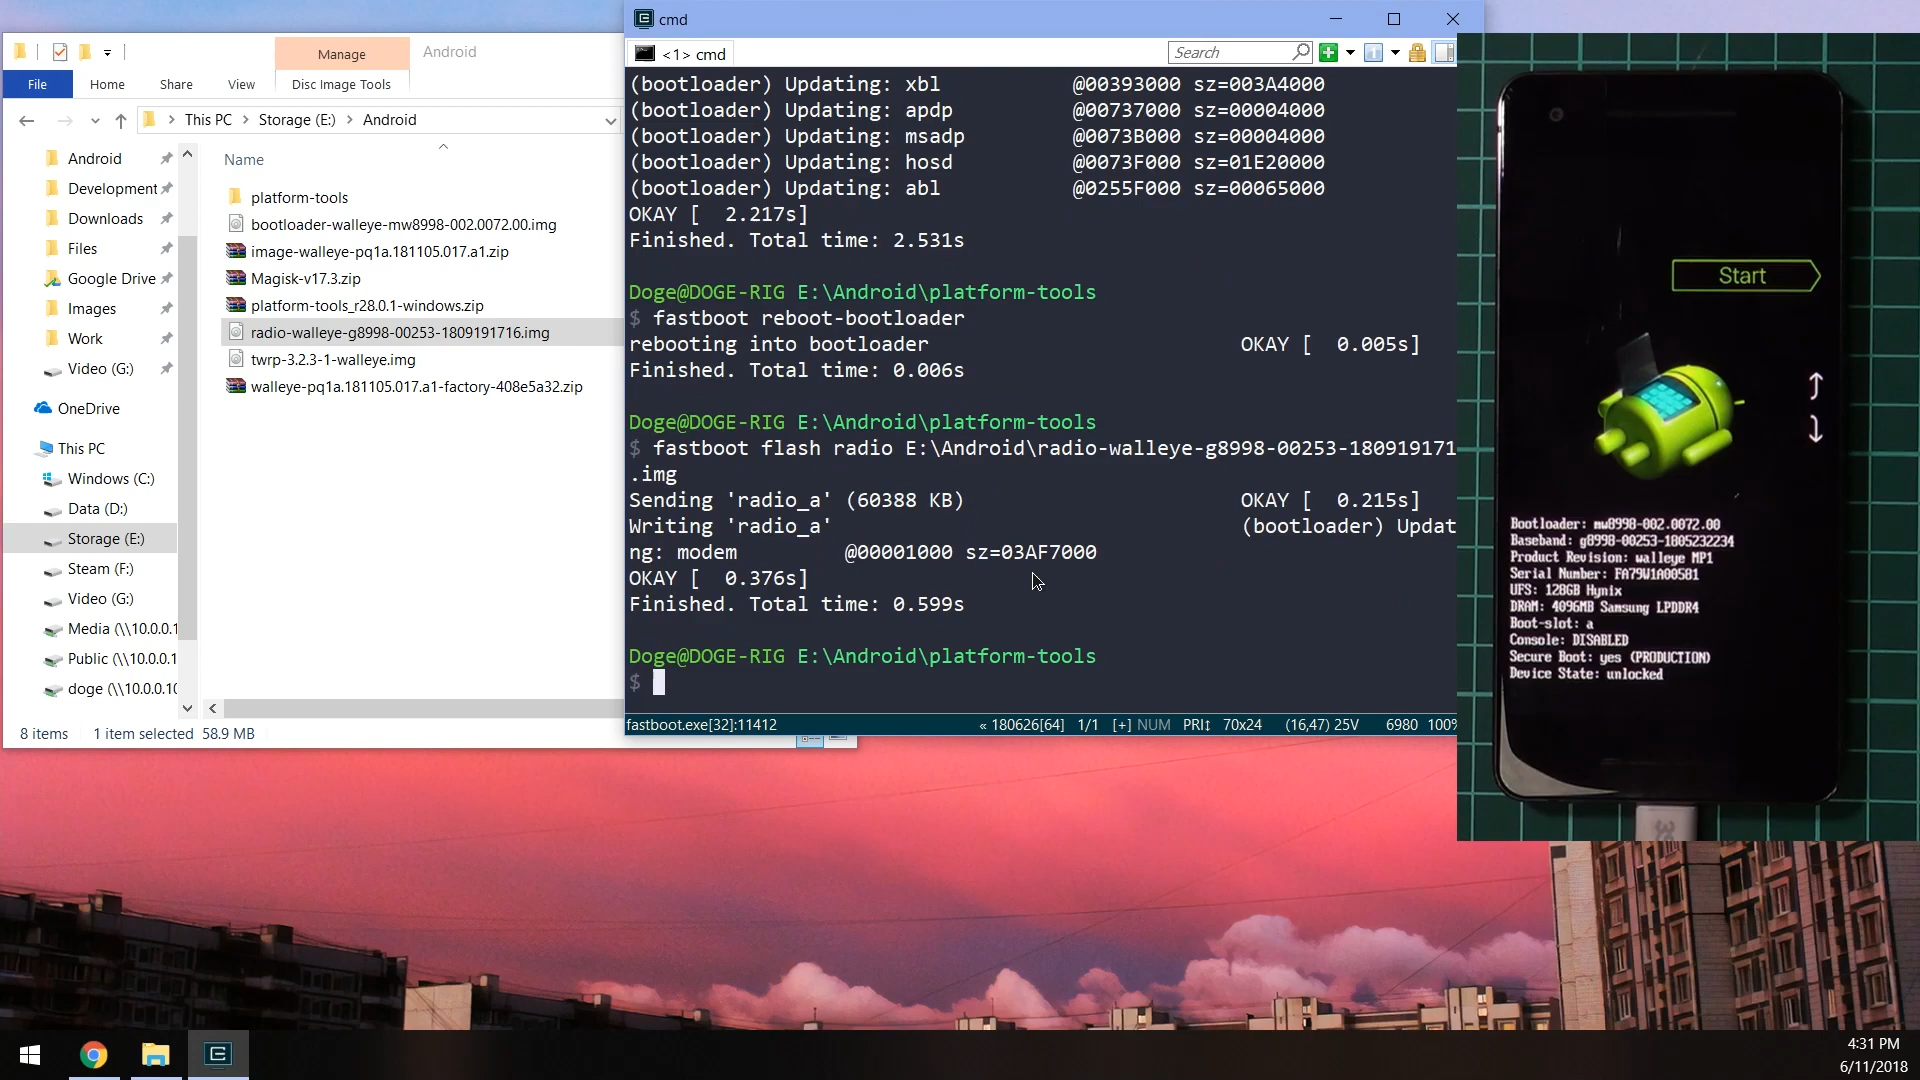 Manage
Android
File
Home
Share
View
Disc Image Tools
This PC
Storage (E:)
Android
Android
Development
Downloads
Files
Google Drive
Images
Work
Video (G:)
OneDrive
This PC
Windows (C:)
Data (D:)
Storage (E:)
Steam (F:)
Video (G:)
Media (\\10.0.0.1
Public (\\10.0.0.1
doge (\\10.0.0.10
Name
platform-tools
bootloader-walleye-mw8998-002.0072.00.img
image-walleye-pq1a.181105.017.a1.zip
Magisk-v17.3.zip
platform-tools_r28.0.1-windows.zip
radio-walleye-g8998-00253-1809191716.img
twrp-3.2.3-1-walleye.img
walleye-pq1a.181105.017.a1-factory-408e5a32.zip
8 items 1 item selected 58.9 MB
cmd
<1> cmd
Search
(bootloader) Updating: xbl @00393000 sz=003A4000
(bootloader) Updating: apdp @00737000 sz=00004000
(bootloader) Updating: msadp @0073B000 sz=00004000
(bootloader) Updating: hosd @0073F000 sz=01E20000
(bootloader) Updating: abl @0255F000 sz=00065000
OKAY [ 2.217s]
Finished. Total time: 2.531s
Doge@DOGE-RIG E:\Android\platform-tools
$ fastboot reboot-bootloader
rebooting into bootloader OKAY [ 0.005s]
Finished. Total time: 0.006s
Doge@DOGE-RIG E:\Android\platform-tools
$ fastboot flash radio E:\Android\radio-walleye-g8998-00253-180919171
.img
Sending 'radio_a' (60388 KB) OKAY [ 0.215s]
Writing 'radio_a' (bootloader) Updat
ng: modem @00001000 sz=03AF7000
OKAY [ 0.376s]
Finished. Total time: 0.599s
Doge@DOGE-RIG E:\Android\platform-tools
$
fastboot.exe[32]:11412 « 180626[64] 1/1 [+] NUM PRI↕ 70x24 (16,47) 25V 6980 100%
Start
Bootloader: mw8998-002.0072.00
Baseband: g8998-00253-1805232234
Product Revision: walleye MP1
Serial Number: FA79W1A00581
UFS: 128GB Hynix
DRAM: 4096MB Samsung LPDDR4
Boot-slot: a
Console: DISABLED
Secure Boot: yes (PRODUCTION)
Device State: unlocked
4:31 PM
6/11/2018